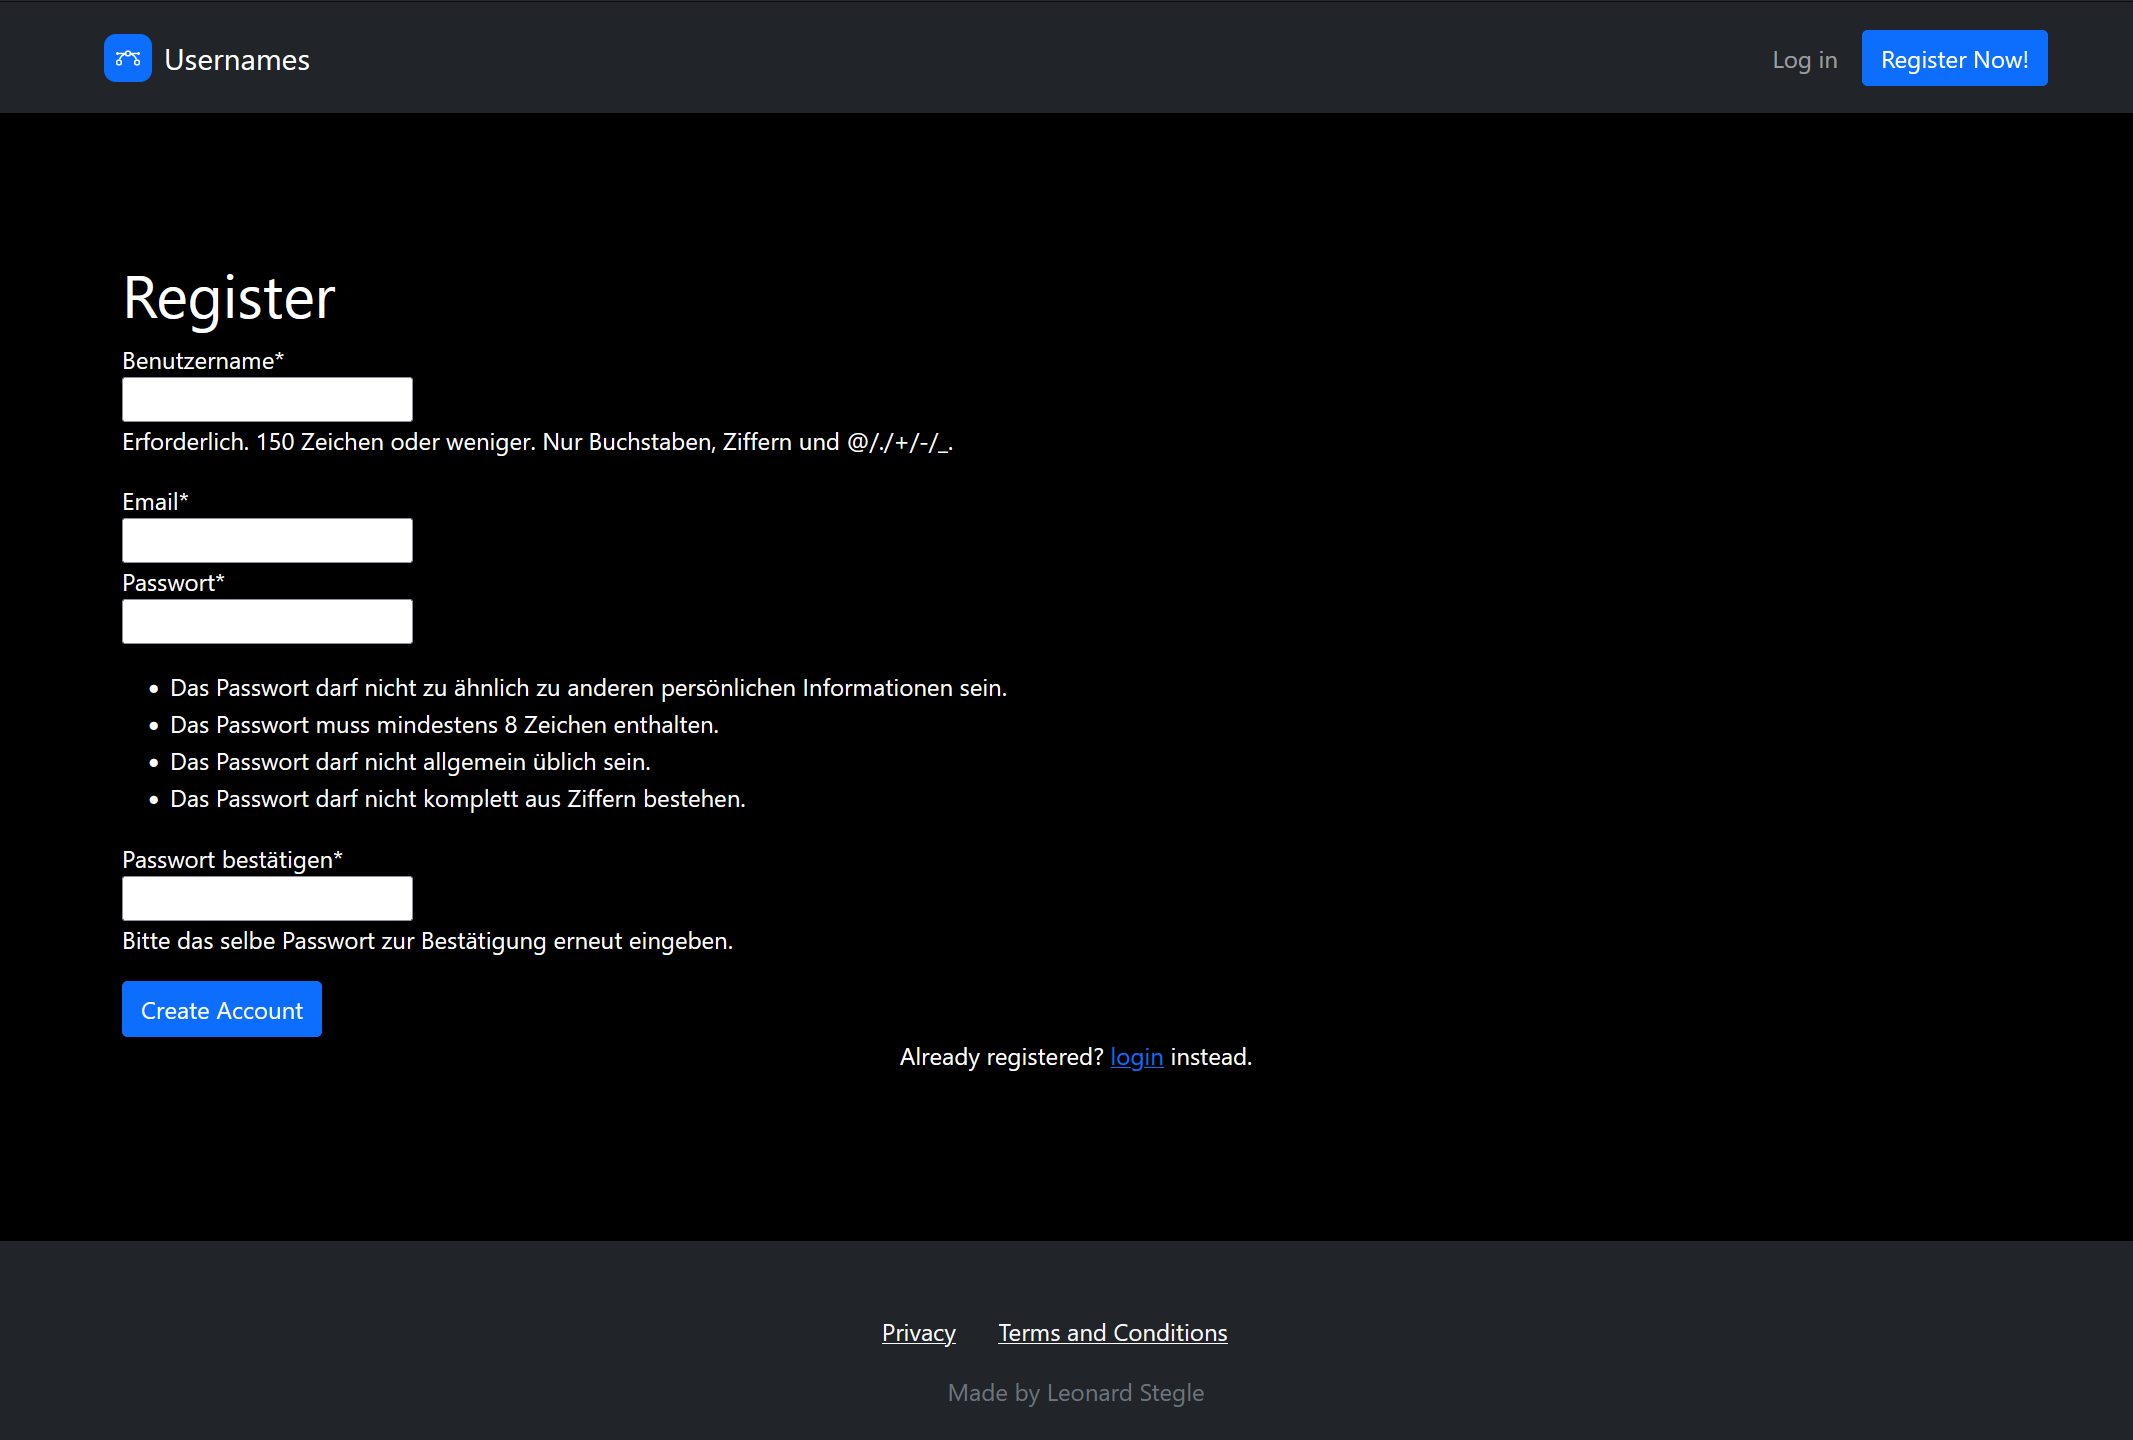 Usernames
Log in
Register Now!
Register
Benutzername*
Erforderlich. 150 Zeichen oder weniger. Nur Buchstaben, Ziffern und @/./+/-/_.
Email*
Passwort*
• Das Passwort darf nicht zu ähnlich zu anderen persönlichen Informationen sein.
• Das Passwort muss mindestens 8 Zeichen enthalten.
• Das Passwort darf nicht allgemein üblich sein.
• Das Passwort darf nicht komplett aus Ziffern bestehen.
Passwort bestätigen*
Bitte das selbe Passwort zur Bestätigung erneut eingeben.
Create Account
Already registered? login instead.
Privacy
Terms and Conditions
Made by Leonard Stegle